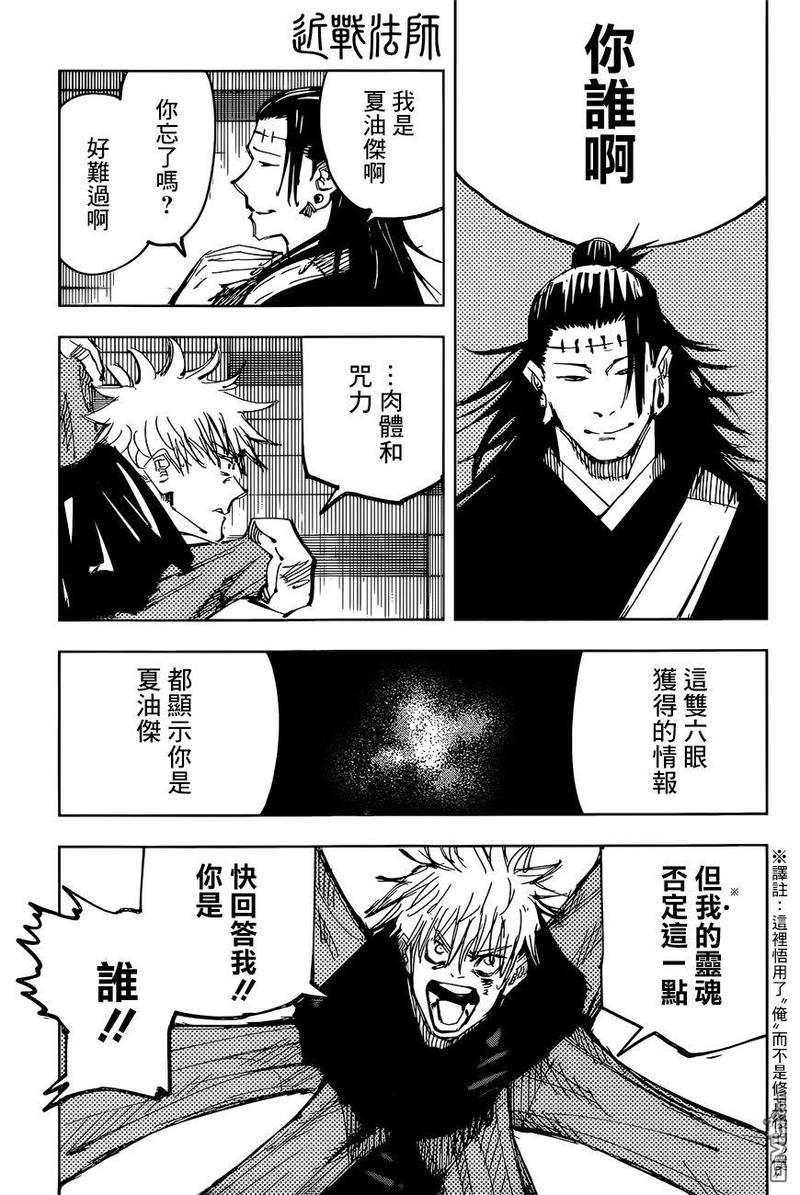 近戰法師
你誰啊
我是
夏油傑啊
你忘了嗎？
好難過啊
…肉體和
咒力
這雙六眼
獲得的情報
都顯示你是
夏油傑
但我的靈魂
※
否定這一點
快回答我!!
你是
誰!!
※譯註：這裡悟用了〝俺〞而不是修正